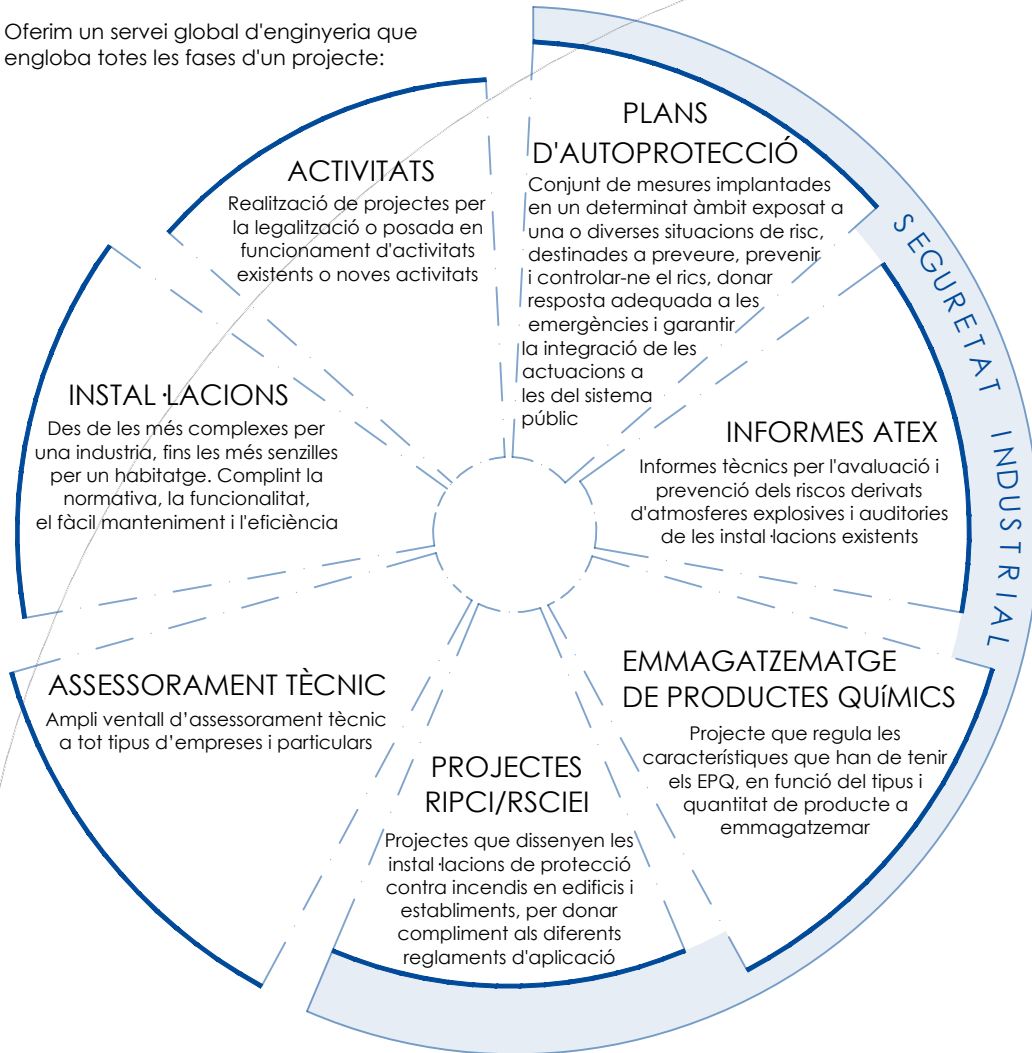 Oferim un servei global d'enginyeria que
engloba totes les fases d'un projecte:
PLANS
D'AUTOPROTECCIÓ
Conjunt de mesures implantades
en un determinat àmbit exposat a
una o diverses situacions de risc,
destinades a preveure, prevenir
i controlar-ne el rics, donar
resposta adequada a les
emergències i garantir
la integració de les
actuacions a
les del sistema
públic
SEGURETAT INDUSTRIAL
INFORMES ATEX
Informes tècnics per l'avaluació i
prevenció dels riscos derivats
d'atmosferes explosives i auditories
de les instal·lacions existents
EMMAGATZEMATGE
DE PRODUCTES QUíMICS
Projecte que regula les
característiques que han de tenir
els EPQ, en funció del tipus i
quantitat de producte a
emmagatzemar
PROJECTES
RIPCI/RSCIEI
Projectes que dissenyen les
instal·lacions de protecció
contra incendis en edificis i
establiments, per donar
compliment als diferents
reglaments d'aplicació
ASSESSORAMENT TÈCNIC
Ampli ventall d’assessorament tècnic
a tot tipus d’empreses i particulars
INSTAL·LACIONS
Des de les més complexes per
una industria, fins les més senzilles
per un habitatge. Complint la
normativa, la funcionalitat,
el fàcil manteniment i l'eficiència
ACTIVITATS
Realització de projectes per
la legalització o posada en
funcionament d'activitats
existents o noves activitats